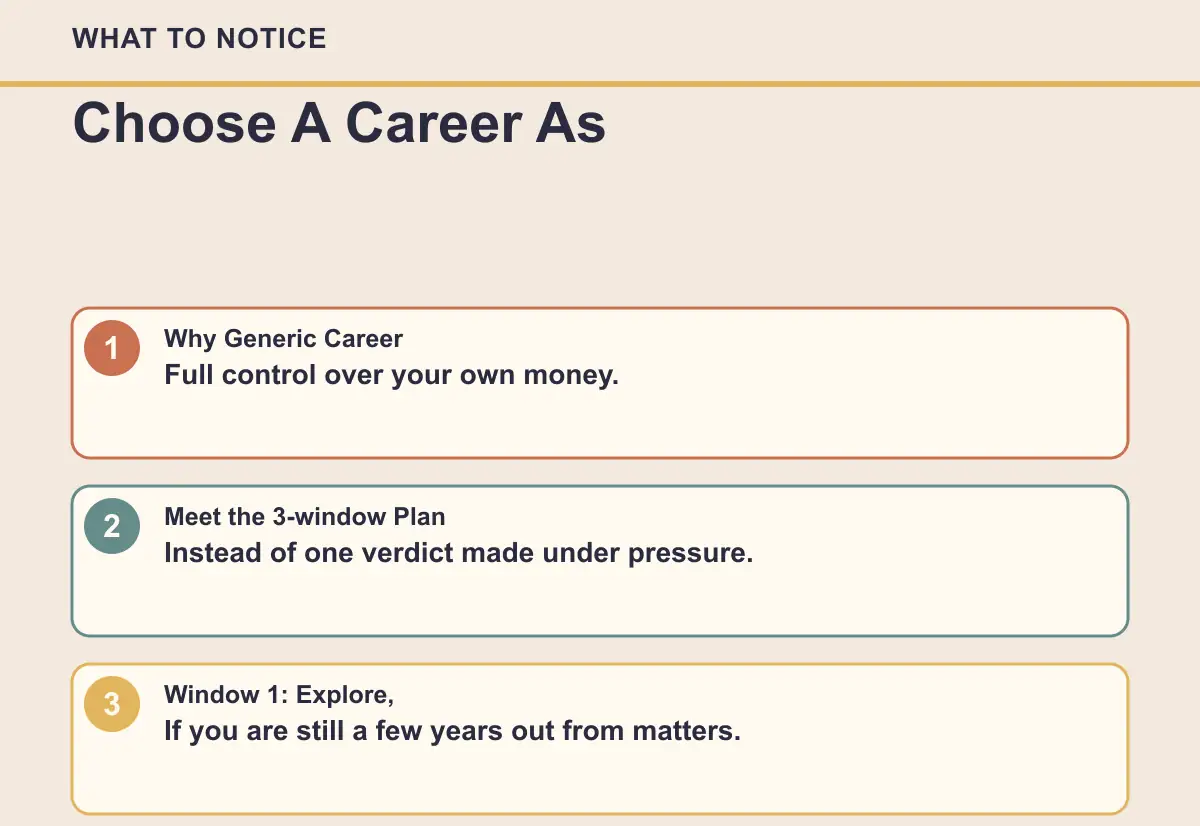 WHAT TO NOTICE
Choose A Career As
1
Why Generic Career
Full control over your own money.
2
Meet the 3-window Plan
Instead of one verdict made under pressure.
3
Window 1: Explore,
If you are still a few years out from matters.